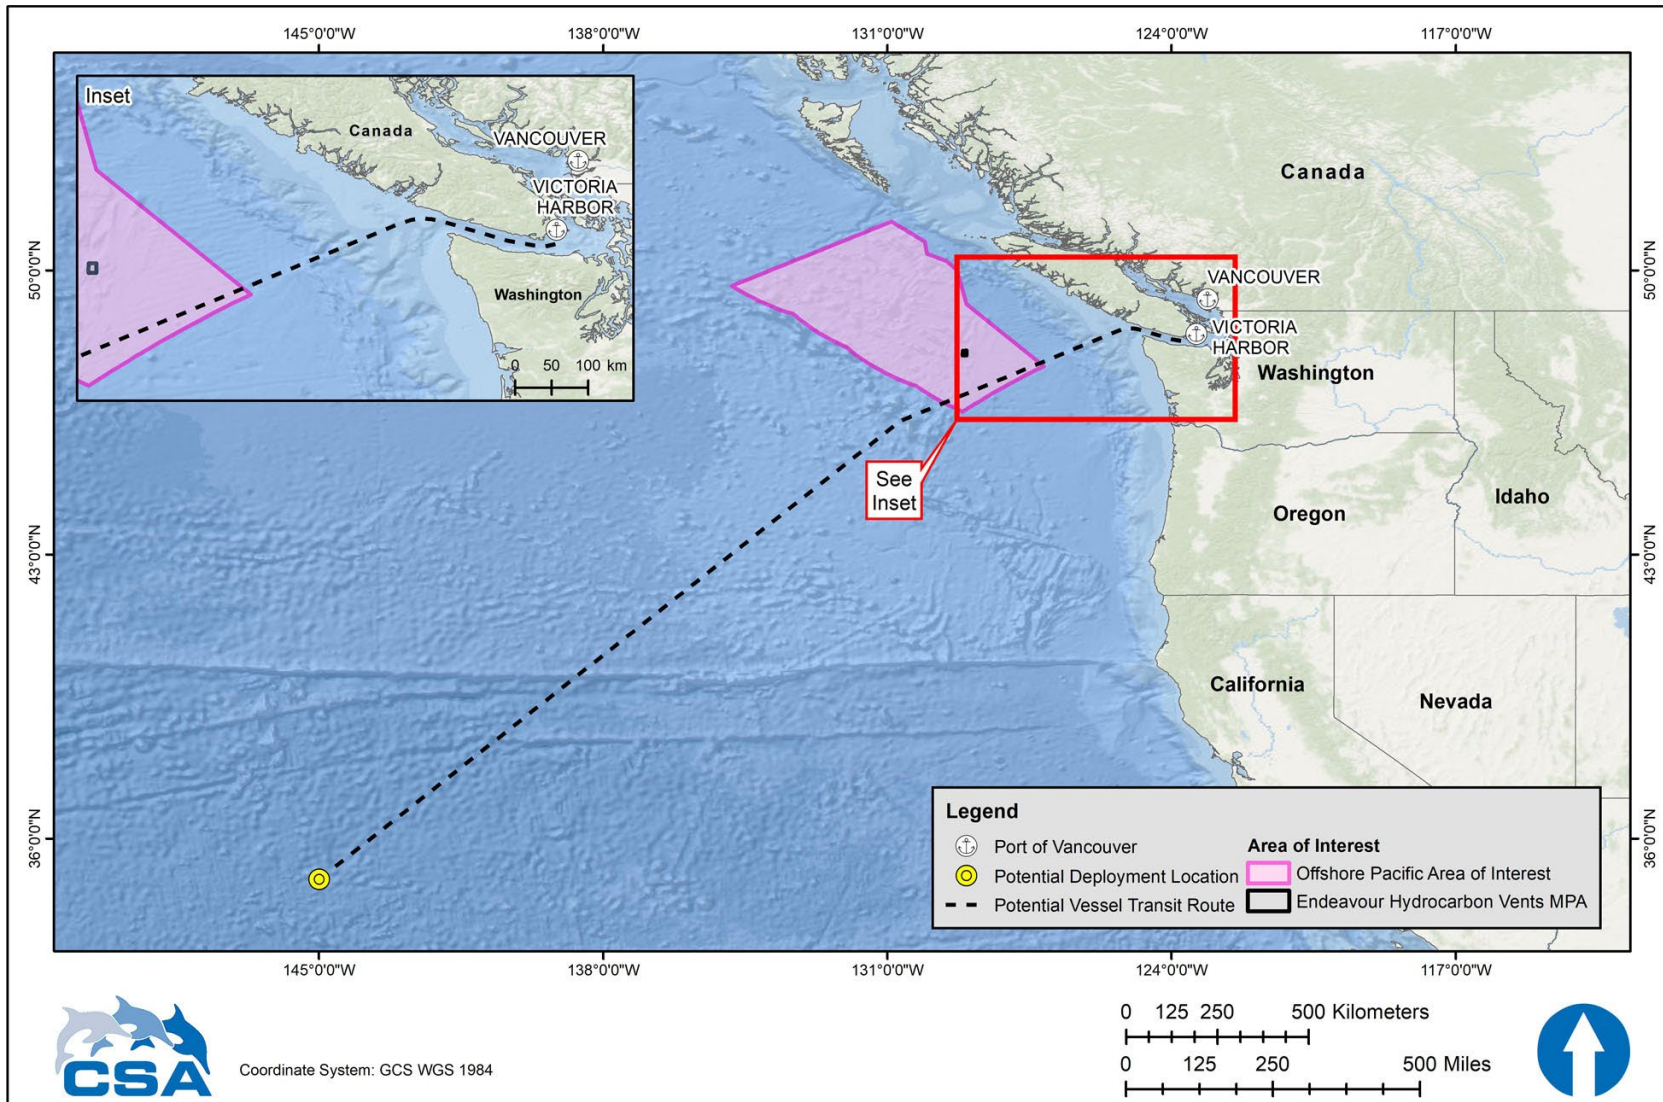 145°0'0"W 138°0'0"W 131°0'0"W 124°0'0"W 117°0'0"W
Inset
Canada
VANCOUVER
VICTORIA
HARBOR
Washington
0 50 100 km
Canada
50°0'0"N
50°0'0"N
VANCOUVER
VICTORIA
HARBOR
Washington
See
Inset
Idaho
Oregon
43°0'0"N
43°0'0"N
California
Nevada
36°0'0"N
36°0'0"N
Legend
Port of Vancouver
Potential Deployment Location
Potential Vessel Transit Route
Area of Interest
Offshore Pacific Area of Interest
Endeavour Hydrocarbon Vents MPA
145°0'0"W 138°0'0"W 131°0'0"W 124°0'0"W 117°0'0"W
CSA
Coordinate System: GCS WGS 1984
0 125 250 500 Kilometers
0 125 250 500 Miles